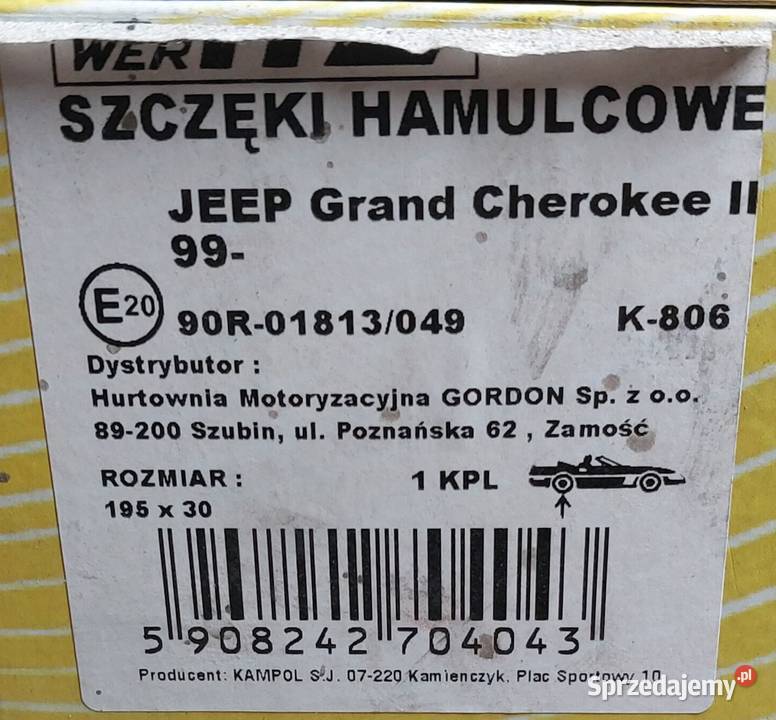 WER
SZCZĘKI HAMULCOWE
JEEP Grand Cherokee II
99-
E20 90R-01813/049 K-806
Dystrybutor :
Hurtownia Motoryzacyjna GORDON Sp. z o.o.
89-200 Szubin, ul. Poznańska 62 , Zamość
ROZMIAR : 1 KPL
195 x 30
5 908242 704043
Producent: KAMPOL S.J. 07-220 Kamienczyk. Plac Sportowy 10
Sprzedajemy.pl